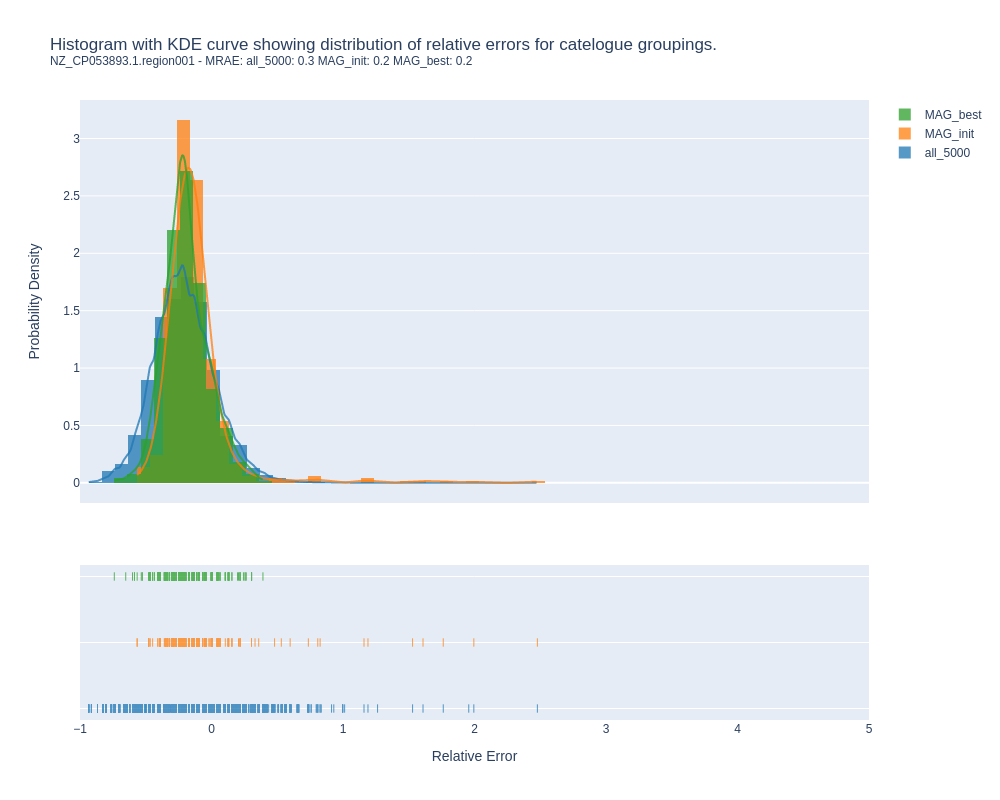 Histogram with KDE curve showing distribution of relative errors for catelogue groupings.
NZ_CP053893.1.region001 - MRAE: all_5000: 0.3 MAG_init: 0.2 MAG_best: 0.2
MAG_best
MAG_init
all_5000
Probability Density
3
2.5
2
1.5
1
0.5
0
−1
0
1
2
3
4
5
Relative Error